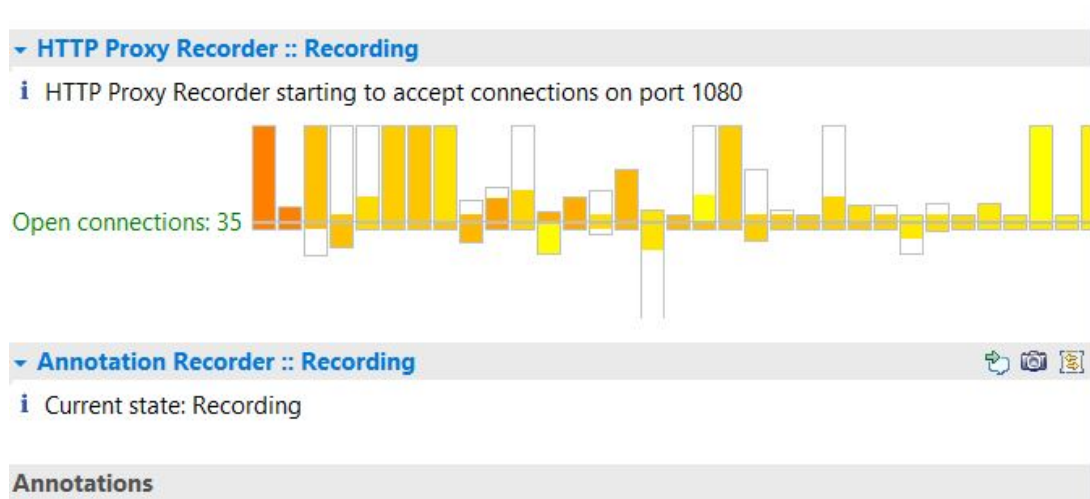 HTTP Proxy Recorder :: Recording
i HTTP Proxy Recorder starting to accept connections on port 1080
Open connections: 35
Annotation Recorder :: Recording
i Current state: Recording
Annotations